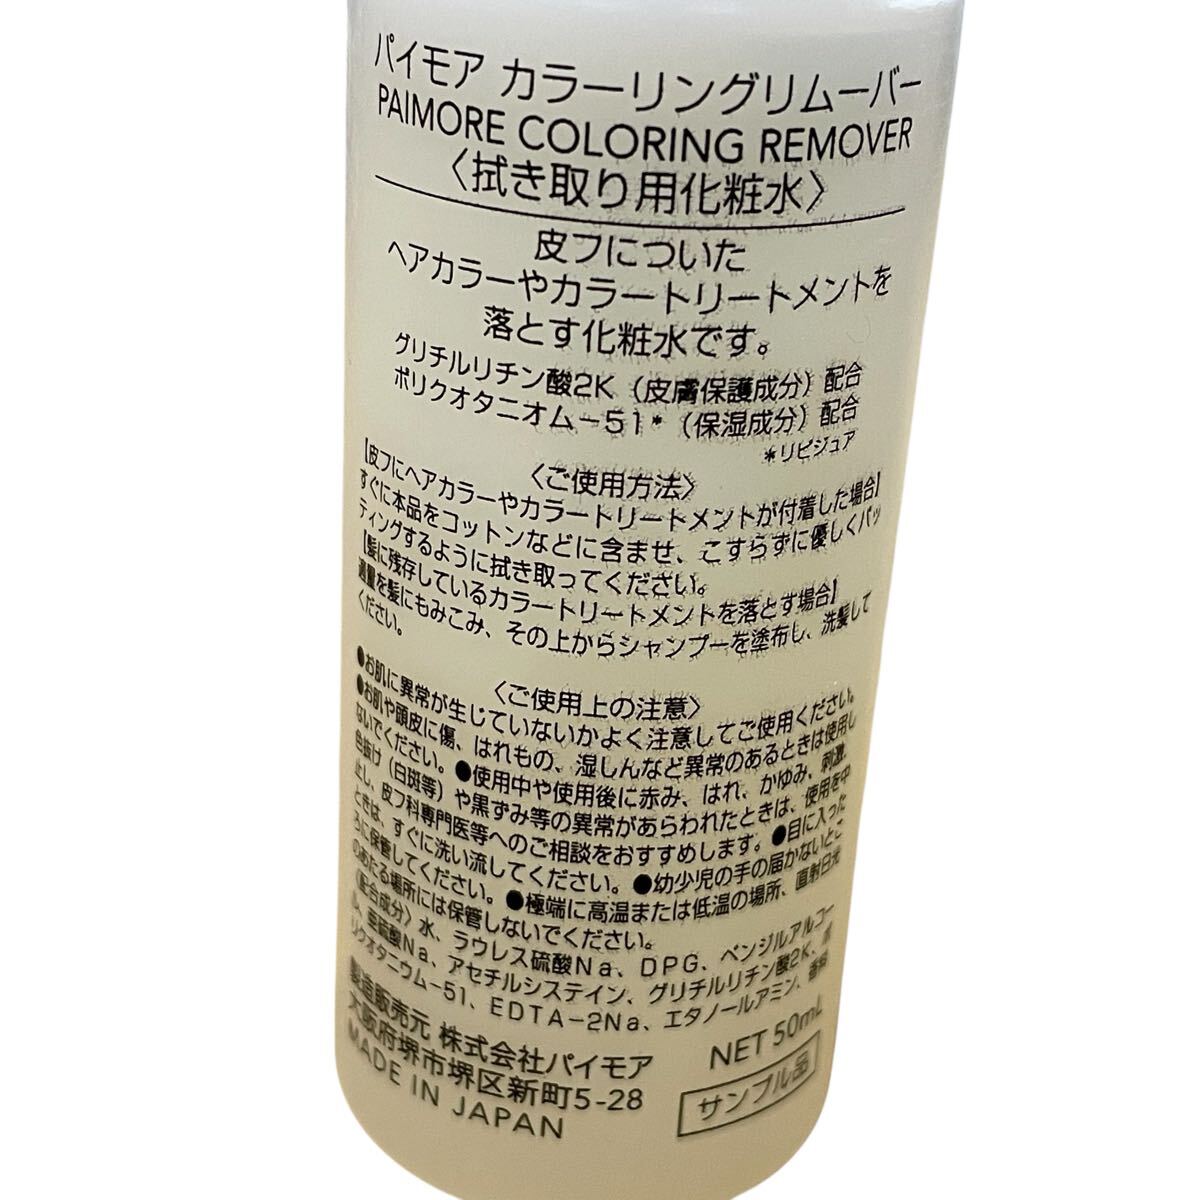 パイモア カラーリングリムーバー
PAIMORE COLORING REMOVER
〈拭き取り用化粧水〉
皮フについた
ヘアカラーやカラートリートメントを
落とす化粧水です。
グリチルリチン酸2K（皮膚保護成分）配合
ポリクオタニオム−51*（保湿成分）配合
*リピジュア
〈ご使用方法〉
【皮フにヘアカラーやカラートリートメントが付着した場合】
すぐに本品をコットンなどに含ませ、こすらずに優しくパッ
ティングするように拭き取ってください。
【髪に残存しているカラートリートメントを落とす場合】
適量を髪にもみこみ、その上からシャンプーを塗布し、洗髪して
ください。
〈ご使用上の注意〉
●お肌に異常が生じていないかよく注意してご使用ください。
●お肌や頭皮に傷、はれもの、湿しんなど異常のあるときは使用し
ないでください。●使用中や使用後に赤み、はれ、かゆみ、刺激、
色抜け（白斑等）や黒ずみ等の異常があらわれたときは、使用を中
止し、皮フ科専門医等へのご相談をおすすめします。●目に入った
ときは、すぐに洗い流してください。●幼少児の手の届かないとこ
ろに保管してください。●極端に高温または低温の場所、直射日光
のあたる場所には保管しないでください。
〈配合成分〉水、ラウレス硫酸Na、DPG、ベンジルアルコー
ル、亜硫酸Na、アセチルシステイン、グリチルリチン酸2K、ポ
リクオタニウム−51、EDTA−2Na、エタノールアミン、香料
製造販売元 株式会社パイモア
大阪府堺市堺区新町5-28
MADE IN JAPAN
NET 50mL
サンプル品